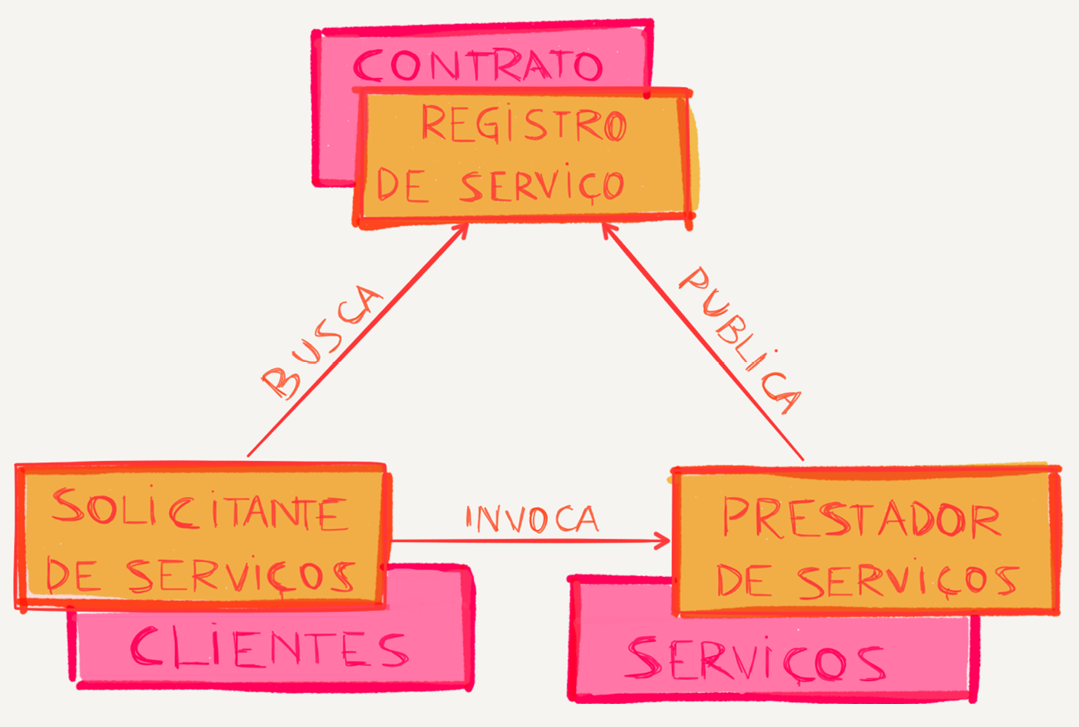 CONTRATO
REGISTRO
DE SERVIÇO
BUSCA
PUBLICA
SOLICITANTE
DE SERVIÇOS
INVOCA
PRESTADOR
DE SERVIÇOS
CLIENTES
SERVIÇOS